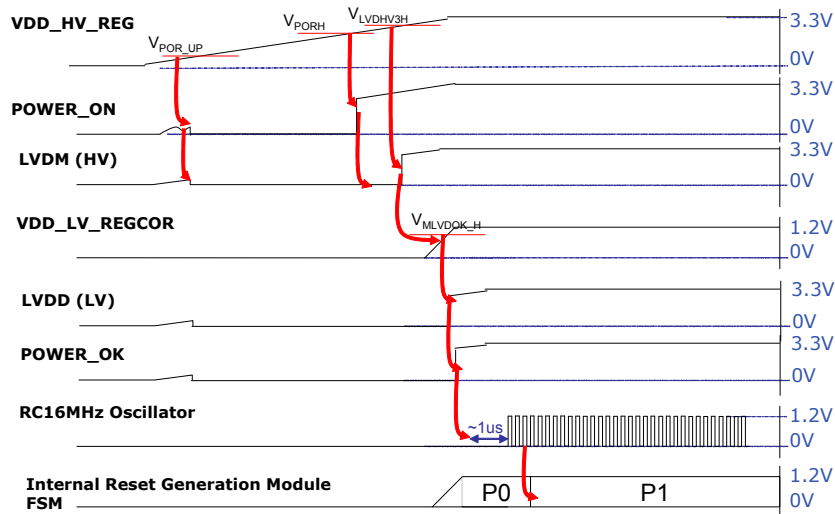 VDD_HV_REG
V_POR_UP
V_PORH
V_LVDHV3H
3.3V
0V
POWER_ON
3.3V
0V
LVDM (HV)
3.3V
0V
VDD_LV_REGCOR
V_MLVDOK_H
1.2V
0V
LVDD (LV)
3.3V
0V
POWER_OK
3.3V
0V
RC16MHz Oscillator
~1us
1.2V
0V
Internal Reset Generation Module
FSM
P0
P1
1.2V
0V